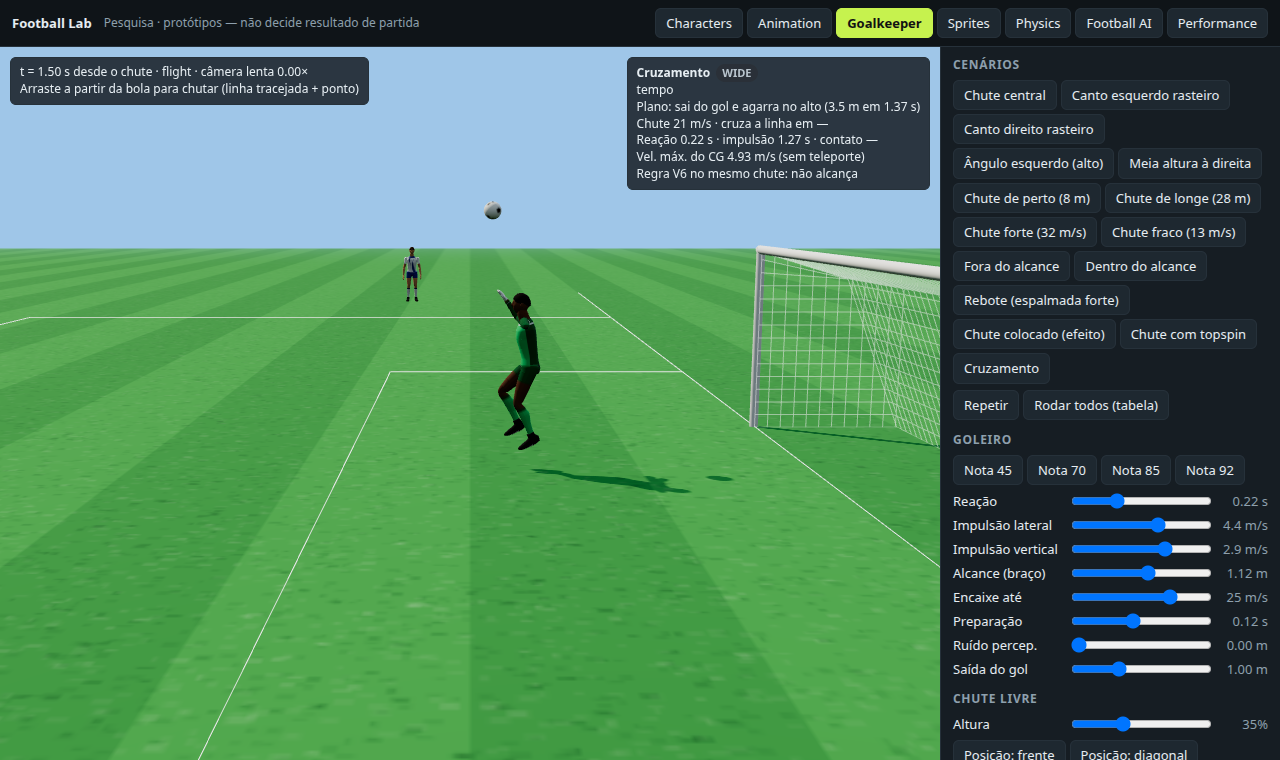 Football Lab Pesquisa · protótipos — não decide resultado de partida Characters Animation Goalkeeper Sprites Physics Football AI Performance
t = 1.50 s desde o chute · flight · câmera lenta 0.00×
Arraste a partir da bola para chutar (linha tracejada + ponto)
Cruzamento WIDE
tempo
Plano: sai do gol e agarra no alto (3.5 m em 1.37 s)
Chute 21 m/s · cruza a linha em —
Reação 0.22 s · impulsão 1.27 s · contato —
Vel. máx. do CG 4.93 m/s (sem teleporte)
Regra V6 no mesmo chute: não alcança
CENÁRIOS
Chute central Canto esquerdo rasteiro
Canto direito rasteiro
Ângulo esquerdo (alto) Meia altura à direita
Chute de perto (8 m) Chute de longe (28 m)
Chute forte (32 m/s) Chute fraco (13 m/s)
Fora do alcance Dentro do alcance
Rebote (espalmada forte)
Chute colocado (efeito) Chute com topspin
Cruzamento
Repetir Rodar todos (tabela)
GOLEIRO
Nota 45 Nota 70 Nota 85 Nota 92
Reação 0.22 s
Impulsão lateral 4.4 m/s
Impulsão vertical 2.9 m/s
Alcance (braço) 1.12 m
Encaixe até 25 m/s
Preparação 0.12 s
Ruído percep. 0.00 m
Saída do gol 1.00 m
CHUTE LIVRE
Altura 35%
Posição: frente Posição: diagonal